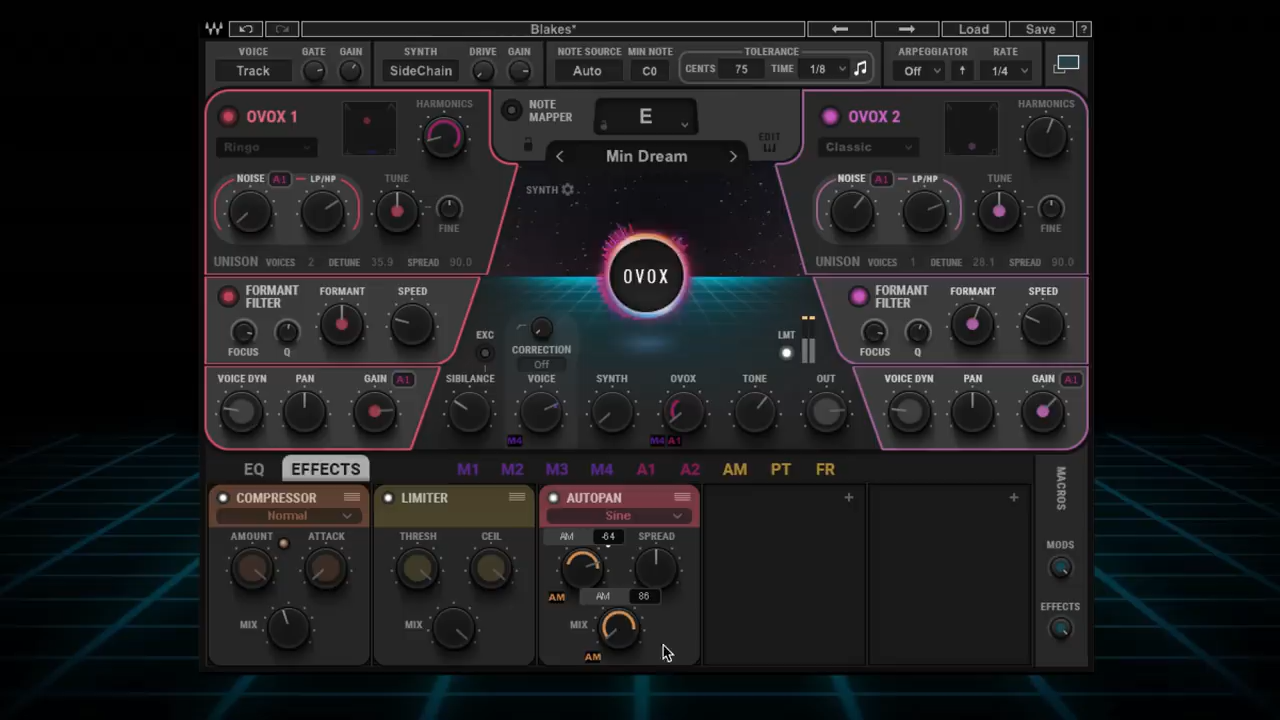 Blakes*
Load
Save
?
VOICE
GATE
GAIN
SYNTH
DRIVE
GAIN
NOTE SOURCE
MIN NOTE
TOLERANCE
ARPEGGIATOR
RATE
Track
SideChain
Auto
C0
CENTS
75
TIME
1/8
Off
1/4
OVOX 1
HARMONICS
Ringo
NOISE
A1
LP/HP
TUNE
FINE
UNISON VOICES 2 DETUNE 35.9 SPREAD 90.0
NOTE
MAPPER
E
EDIT
Min Dream
SYNTH
OVOX
OVOX 2
HARMONICS
Classic
NOISE
A1
LP/HP
TUNE
FINE
UNISON VOICES 1 DETUNE 28.1 SPREAD 90.0
FORMANT
FILTER
FORMANT
SPEED
FOCUS
Q
EXC
CORRECTION
Off
LMT
FORMANT
FILTER
FORMANT
SPEED
FOCUS
Q
VOICE DYN
PAN
GAIN
A1
SIBILANCE
VOICE
SYNTH
OVOX
TONE
OUT
M4
M4 A1
VOICE DYN
PAN
GAIN
A1
EQ
EFFECTS
M1
M2
M3
M4
A1
A2
AM
PT
FR
MACROS
COMPRESSOR
Normal
AMOUNT
ATTACK
MIX
LIMITER
THRESH
CEIL
MIX
AUTOPAN
Sine
AM
-64
SPREAD
AM
AM
86
MIX
AM
MODS
EFFECTS